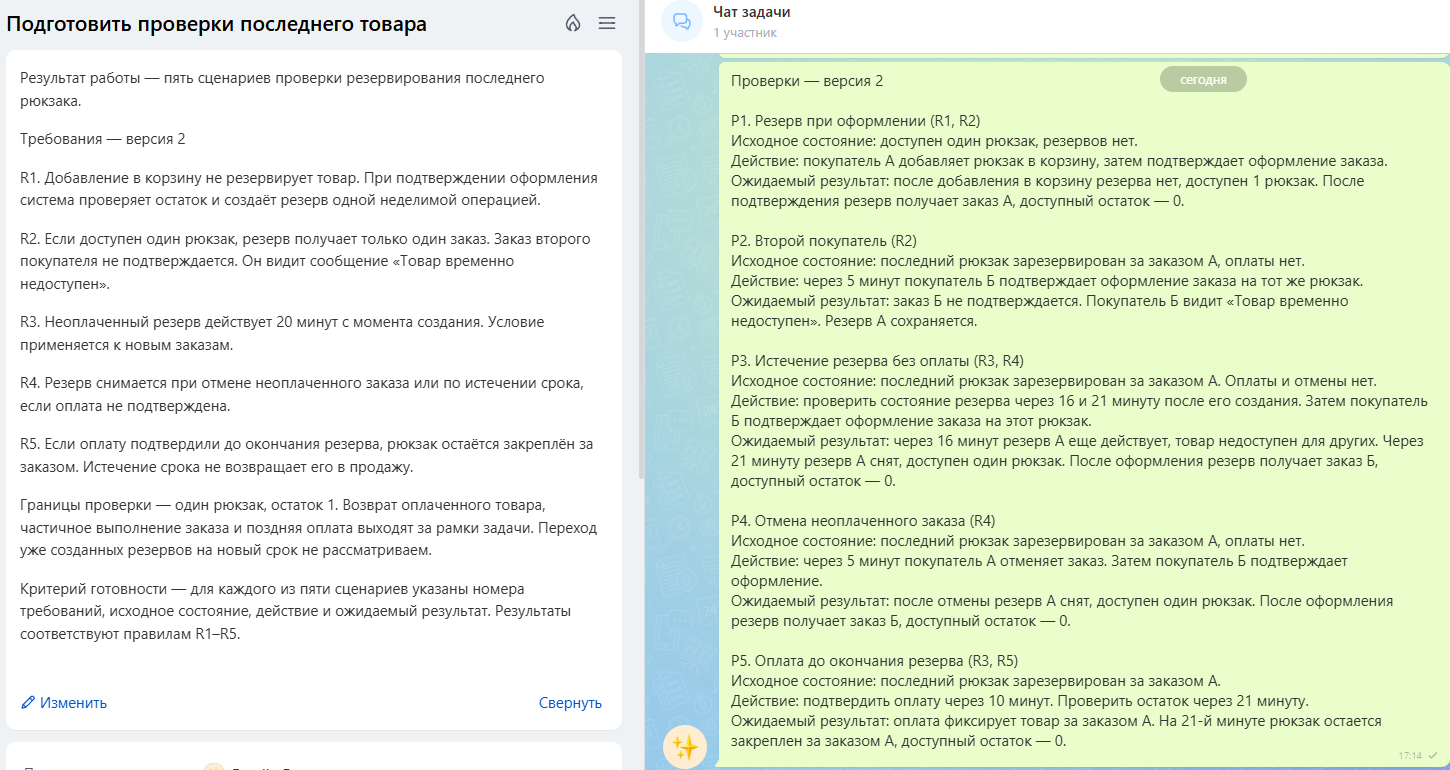 Подготовить проверки последнего товара
Результат работы — пять сценариев проверки резервирования последнего
рюкзака.
Требования — версия 2
R1. Добавление в корзину не резервирует товар. При подтверждении оформления
система проверяет остаток и создаёт резерв одной неделимой операцией.
R2. Если доступен один рюкзак, резерв получает только один заказ. Заказ второго
покупателя не подтверждается. Он видит сообщение «Товар временно
недоступен».
R3. Неоплаченный резерв действует 20 минут с момента создания. Условие
применяется к новым заказам.
R4. Резерв снимается при отмене неоплаченного заказа или по истечении срока,
если оплата не подтверждена.
R5. Если оплату подтвердили до окончания резерва, рюкзак остаётся закреплён за
заказом. Истечение срока не возвращает его в продажу.
Границы проверки — один рюкзак, остаток 1. Возврат оплаченного товара,
частичное выполнение заказа и поздняя оплата выходят за рамки задачи. Переход
уже созданных резервов на новый срок не рассматриваем.
Критерий готовности — для каждого из пяти сценариев указаны номера
требований, исходное состояние, действие и ожидаемый результат. Результаты
соответствуют правилам R1–R5.
Изменить
Свернуть
Чат задачи
1 участник
сегодня
Проверки — версия 2
P1. Резерв при оформлении (R1, R2)
Исходное состояние: доступен один рюкзак, резервов нет.
Действие: покупатель А добавляет рюкзак в корзину, затем подтверждает оформление заказа.
Ожидаемый результат: после добавления в корзину резерва нет, доступен 1 рюкзак. После
подтверждения резерв получает заказ А, доступный остаток — 0.
P2. Второй покупатель (R2)
Исходное состояние: последний рюкзак зарезервирован за заказом А, оплаты нет.
Действие: через 5 минут покупатель Б подтверждает оформление заказа на тот же рюкзак.
Ожидаемый результат: заказ Б не подтверждается. Покупатель Б видит «Товар временно
недоступен». Резерв А сохраняется.
P3. Истечение резерва без оплаты (R3, R4)
Исходное состояние: последний рюкзак зарезервирован за заказом А. Оплаты и отмены нет.
Действие: проверить состояние резерва через 16 и 21 минуту после его создания. Затем покупатель
Б подтверждает оформление заказа на этот рюкзак.
Ожидаемый результат: через 16 минут резерв А еще действует, товар недоступен для других. Через
21 минуту резерв А снят, доступен один рюкзак. После оформления резерв получает заказ Б,
доступный остаток — 0.
P4. Отмена неоплаченного заказа (R4)
Исходное состояние: последний рюкзак зарезервирован за заказом А, оплаты нет.
Действие: через 5 минут покупатель А отменяет заказ. Затем покупатель Б подтверждает
оформление.
Ожидаемый результат: после отмены резерв А снят, доступен один рюкзак. После оформления
резерв получает заказ Б, доступный остаток — 0.
P5. Оплата до окончания резерва (R3, R5)
Исходное состояние: последний рюкзак зарезервирован за заказом А.
Действие: подтвердить оплату через 10 минут. Проверить остаток через 21 минуту.
Ожидаемый результат: оплата фиксирует товар за заказом А. На 21-й минуте рюкзак остается
закреплен за заказом А, доступный остаток — 0.
17:14